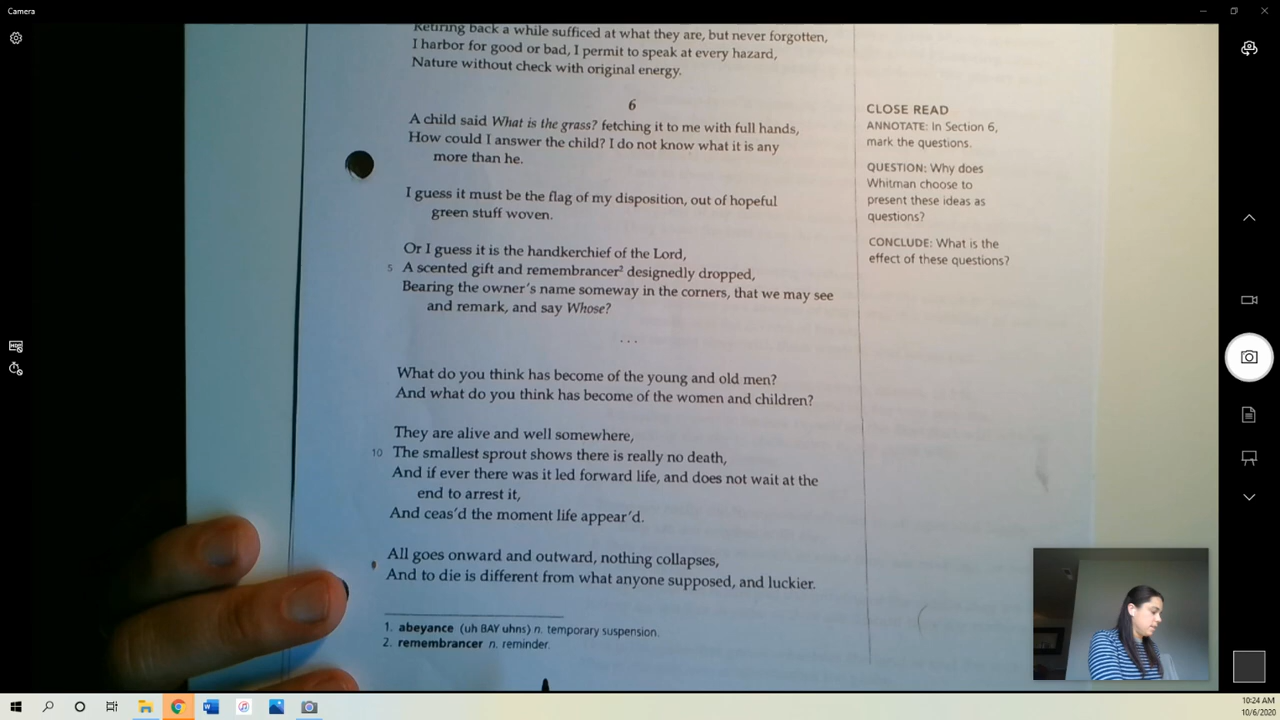 Camera
Retiring back a while sufficed at what they are, but never forgotten,
I harbor for good or bad, I permit to speak at every hazard,
Nature without check with original energy.
6
A child said What is the grass? fetching it to me with full hands,
How could I answer the child? I do not know what it is any
more than he.
I guess it must be the flag of my disposition, out of hopeful
green stuff woven.
Or I guess it is the handkerchief of the Lord,
5 A scented gift and remembrancer² designedly dropped,
Bearing the owner's name someway in the corners, that we may see
and remark, and say Whose?
...
What do you think has become of the young and old men?
And what do you think has become of the women and children?
They are alive and well somewhere,
10 The smallest sprout shows there is really no death,
And if ever there was it led forward life, and does not wait at the
end to arrest it,
And ceas'd the moment life appear'd.
All goes onward and outward, nothing collapses,
And to die is different from what anyone supposed, and luckier.
1. abeyance (uh BAY uhns) n. temporary suspension.
2. remembrancer n. reminder.
CLOSE READ
ANNOTATE: In Section 6,
mark the questions.
QUESTION: Why does
Whitman choose to
present these ideas as
questions?
CONCLUDE: What is the
effect of these questions?
10:24 AM
10/6/2020